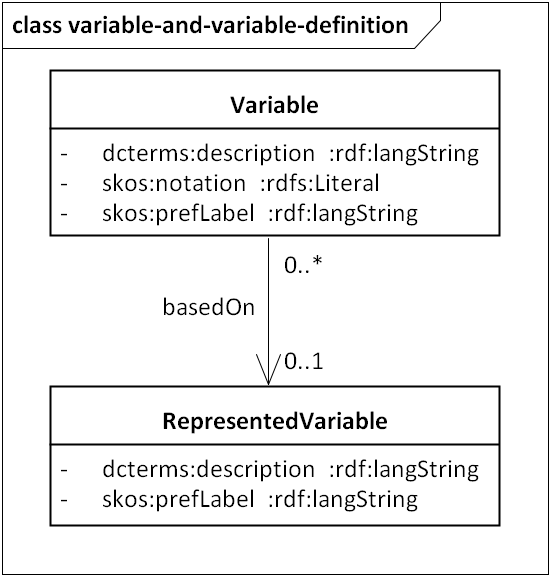 class variable-and-variable-definition
Variable
- dcterms:description :rdf:langString
- skos:notation :rdfs:Literal
- skos:prefLabel :rdf:langString
0..*
basedOn
0..1
RepresentedVariable
- dcterms:description :rdf:langString
- skos:prefLabel :rdf:langString